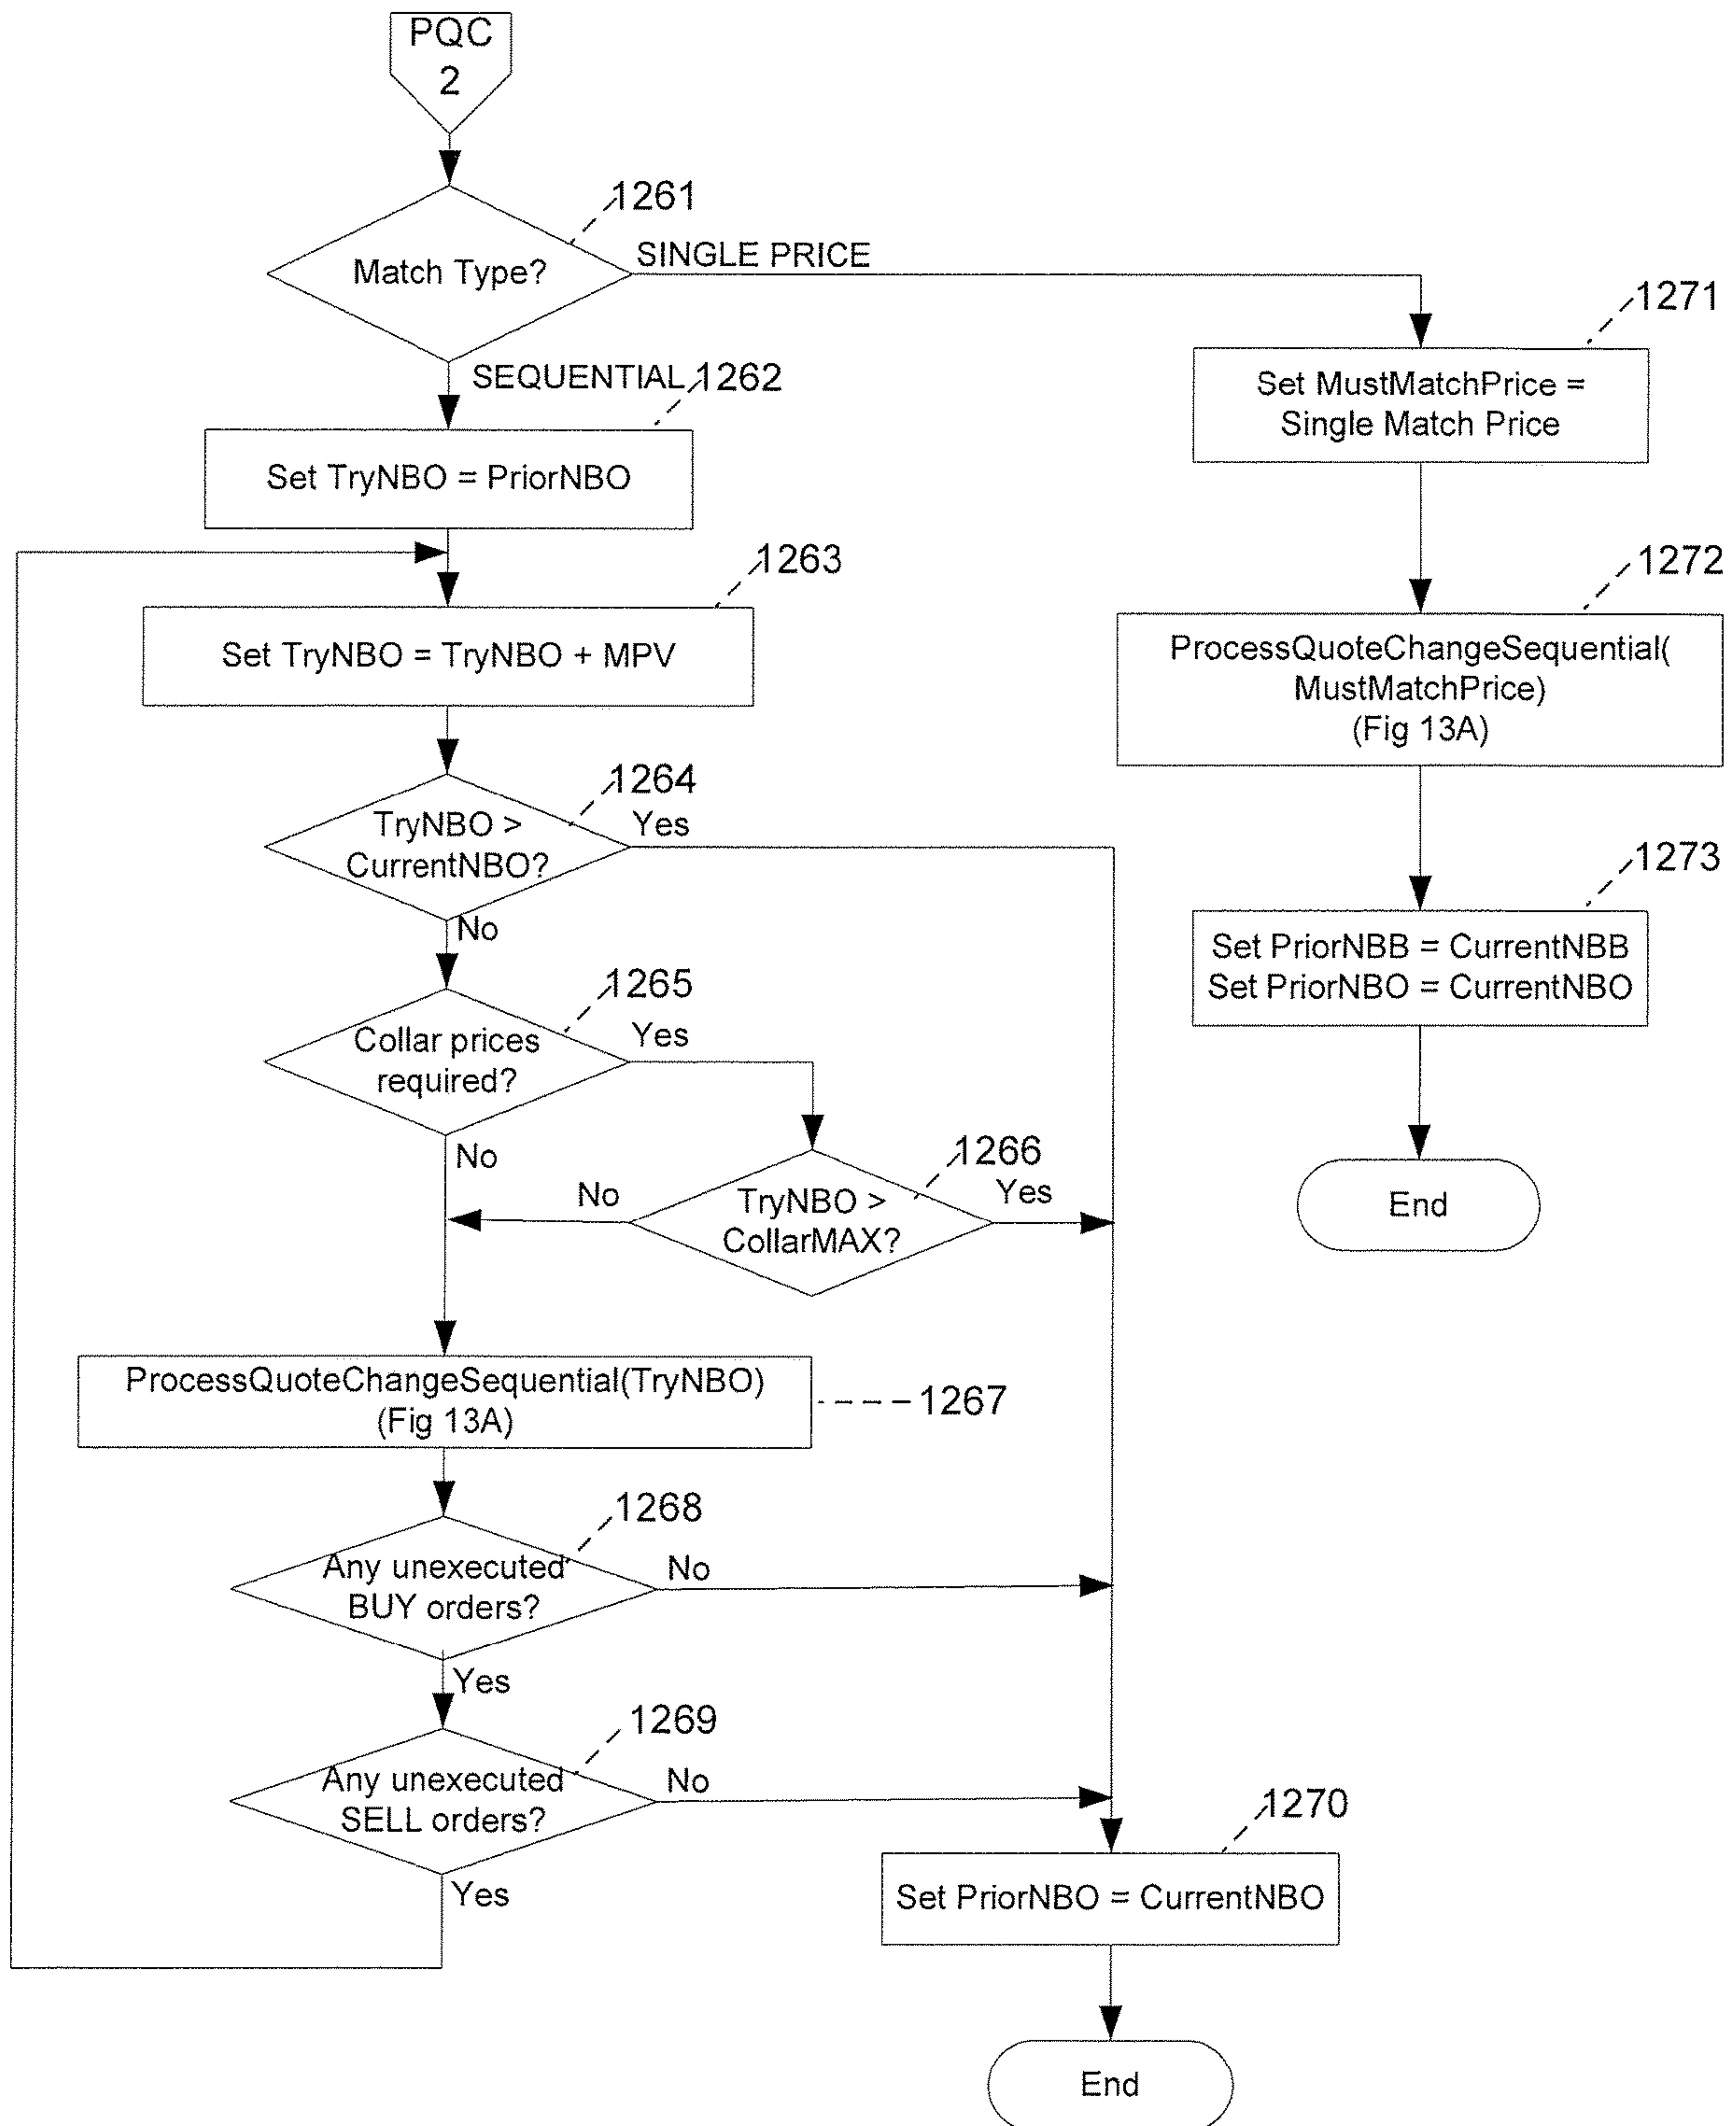 PQC
2
1261
Match Type?
SINGLE PRICE
1271
Set MustMatchPrice =
Single Match Price
SEQUENTIAL
1262
Set TryNBO = PriorNBO
1263
Set TryNBO = TryNBO + MPV
1272
ProcessQuoteChangeSequential(
MustMatchPrice)
(Fig 13A)
1264
TryNBO >
CurrentNBO?
Yes
No
1273
Set PriorNBB = CurrentNBB
Set PriorNBO = CurrentNBO
1265
Collar prices
required?
Yes
No
1266
TryNBO >
CollarMAX?
No
Yes
End
ProcessQuoteChangeSequential(TryNBO)
(Fig 13A)
1267
1268
Any unexecuted
BUY orders?
No
Yes
1269
Any unexecuted
SELL orders?
No
Yes
1270
Set PriorNBO = CurrentNBO
End